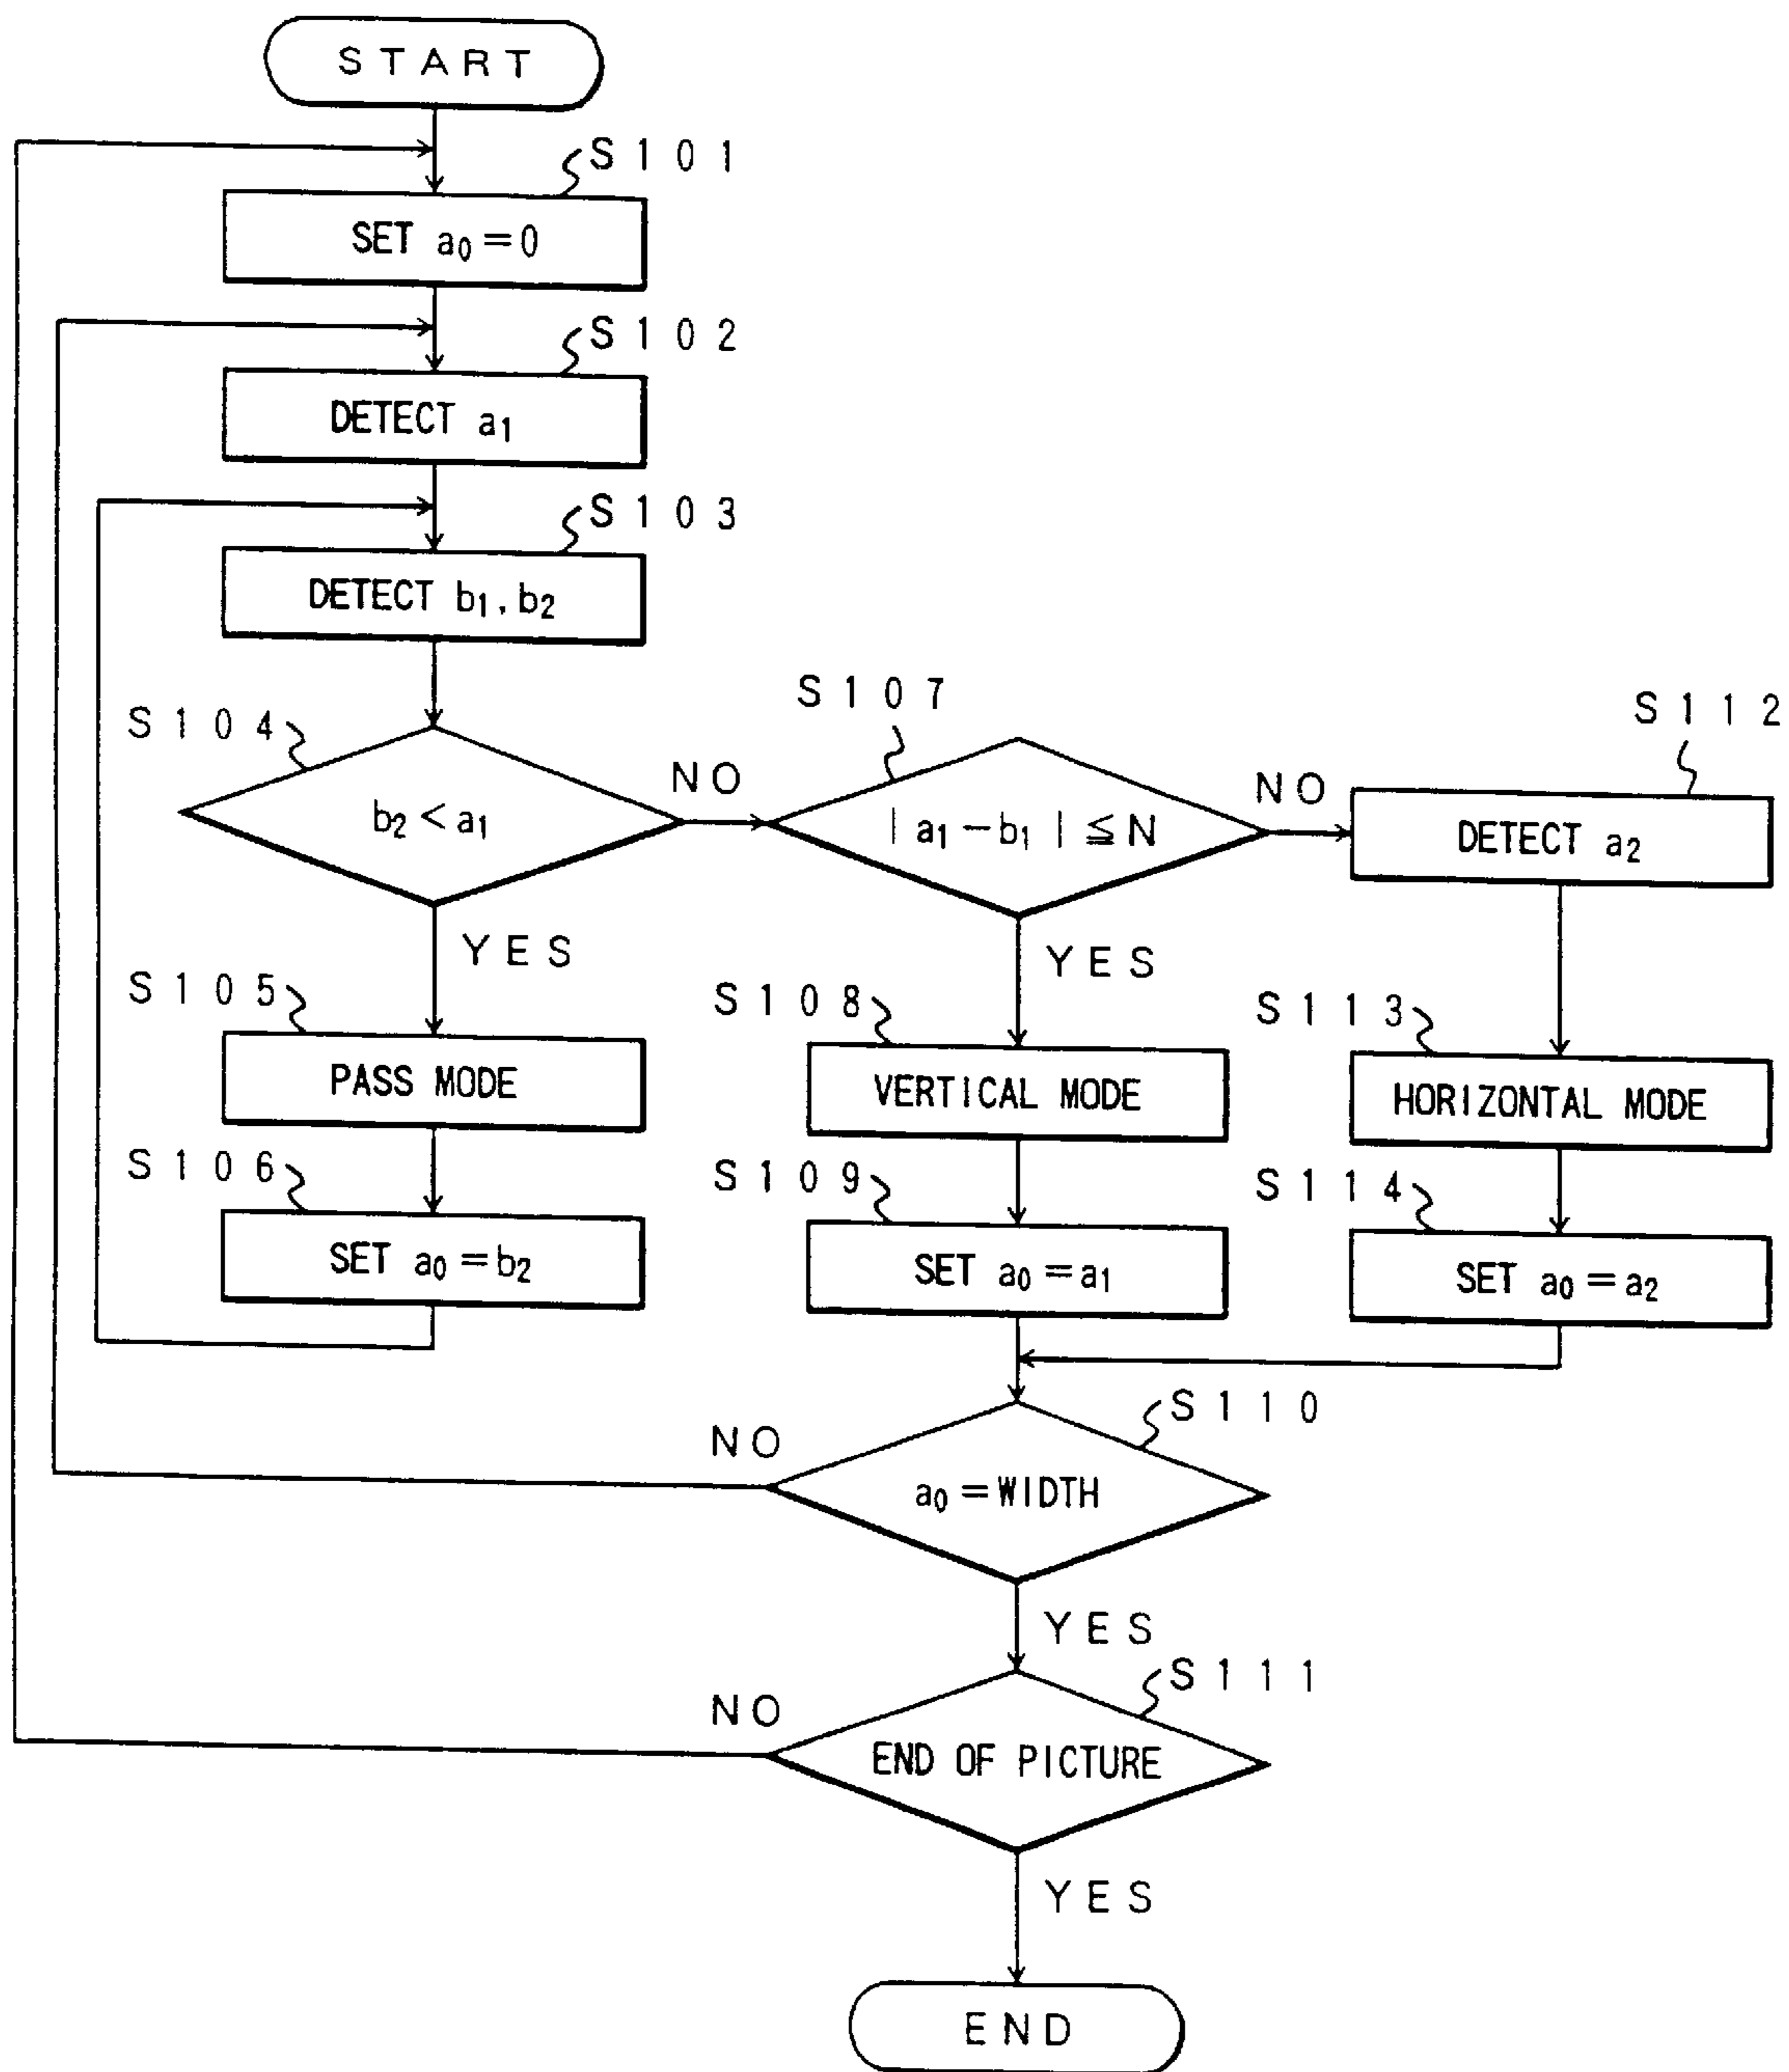 START
S101
SET a₀=0
S102
DETECT a₁
S103
DETECT b₁, b₂
S104
b₂<a₁
NO
YES
S107
| a₁−b₁ | ≦N
NO
YES
S112
DETECT a₂
S105
PASS MODE
S106
SET a₀=b₂
S108
VERTICAL MODE
S109
SET a₀=a₁
S113
HORIZONTAL MODE
S114
SET a₀=a₂
S110
a₀=WIDTH
NO
YES
S111
END OF PICTURE
NO
YES
END